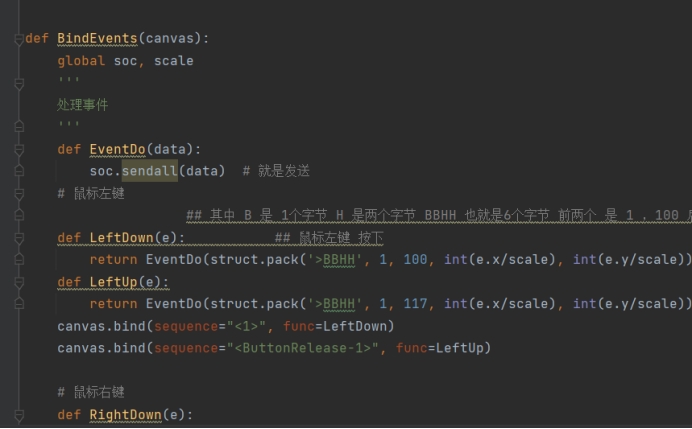 def BindEvents(canvas):
global soc, scale
'''
处理事件
'''
def EventDo(data):
soc.sendall(data)  # 就是发送
# 鼠标左键
## 其中 B 是 1个字节 H 是两个字节 BBHH 也就是6个字节 前两个 是 1 , 100
def LeftDown(e):  ## 鼠标左键 按下
return EventDo(struct.pack('>BBHH', 1, 100, int(e.x/scale), int(e.y/scale))
def LeftUp(e):
return EventDo(struct.pack('>BBHH', 1, 117, int(e.x/scale), int(e.y/scale))
canvas.bind(sequence="<1>", func=LeftDown)
canvas.bind(sequence="<ButtonRelease-1>", func=LeftUp)
# 鼠标右键
def RightDown(e):